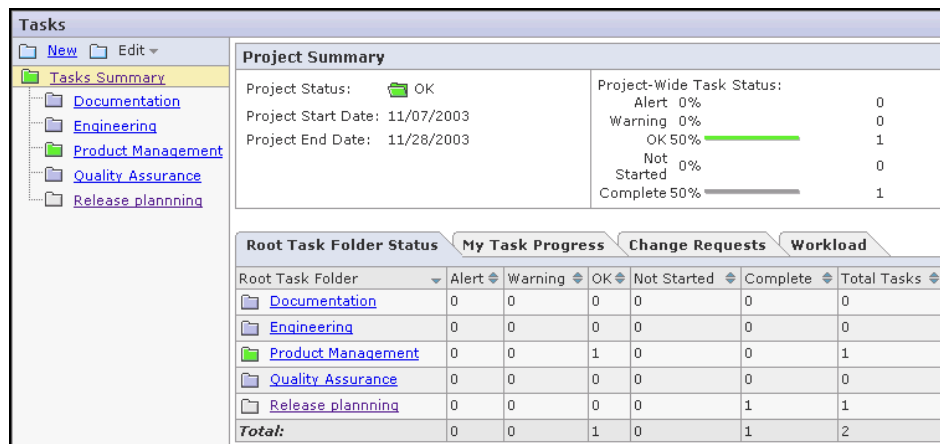 Tasks
New Edit
Tasks Summary
Documentation
Engineering
Product Management
Quality Assurance
Release plannning
Project Summary
Project Status: OK
Project Start Date: 11/07/2003
Project End Date: 11/28/2003
Project-Wide Task Status:
Alert 0% 0
Warning 0% 0
OK 50% 1
Not Started 0% 0
Complete 50% 1
Root Task Folder Status My Task Progress Change Requests Workload
Root Task Folder Alert Warning OK Not Started Complete Total Tasks
Documentation 0 0 0 0 0 0
Engineering 0 0 0 0 0 0
Product Management 0 0 1 0 0 1
Quality Assurance 0 0 0 0 0 0
Release plannning 0 0 0 0 1 1
Total: 0 0 1 0 1 2